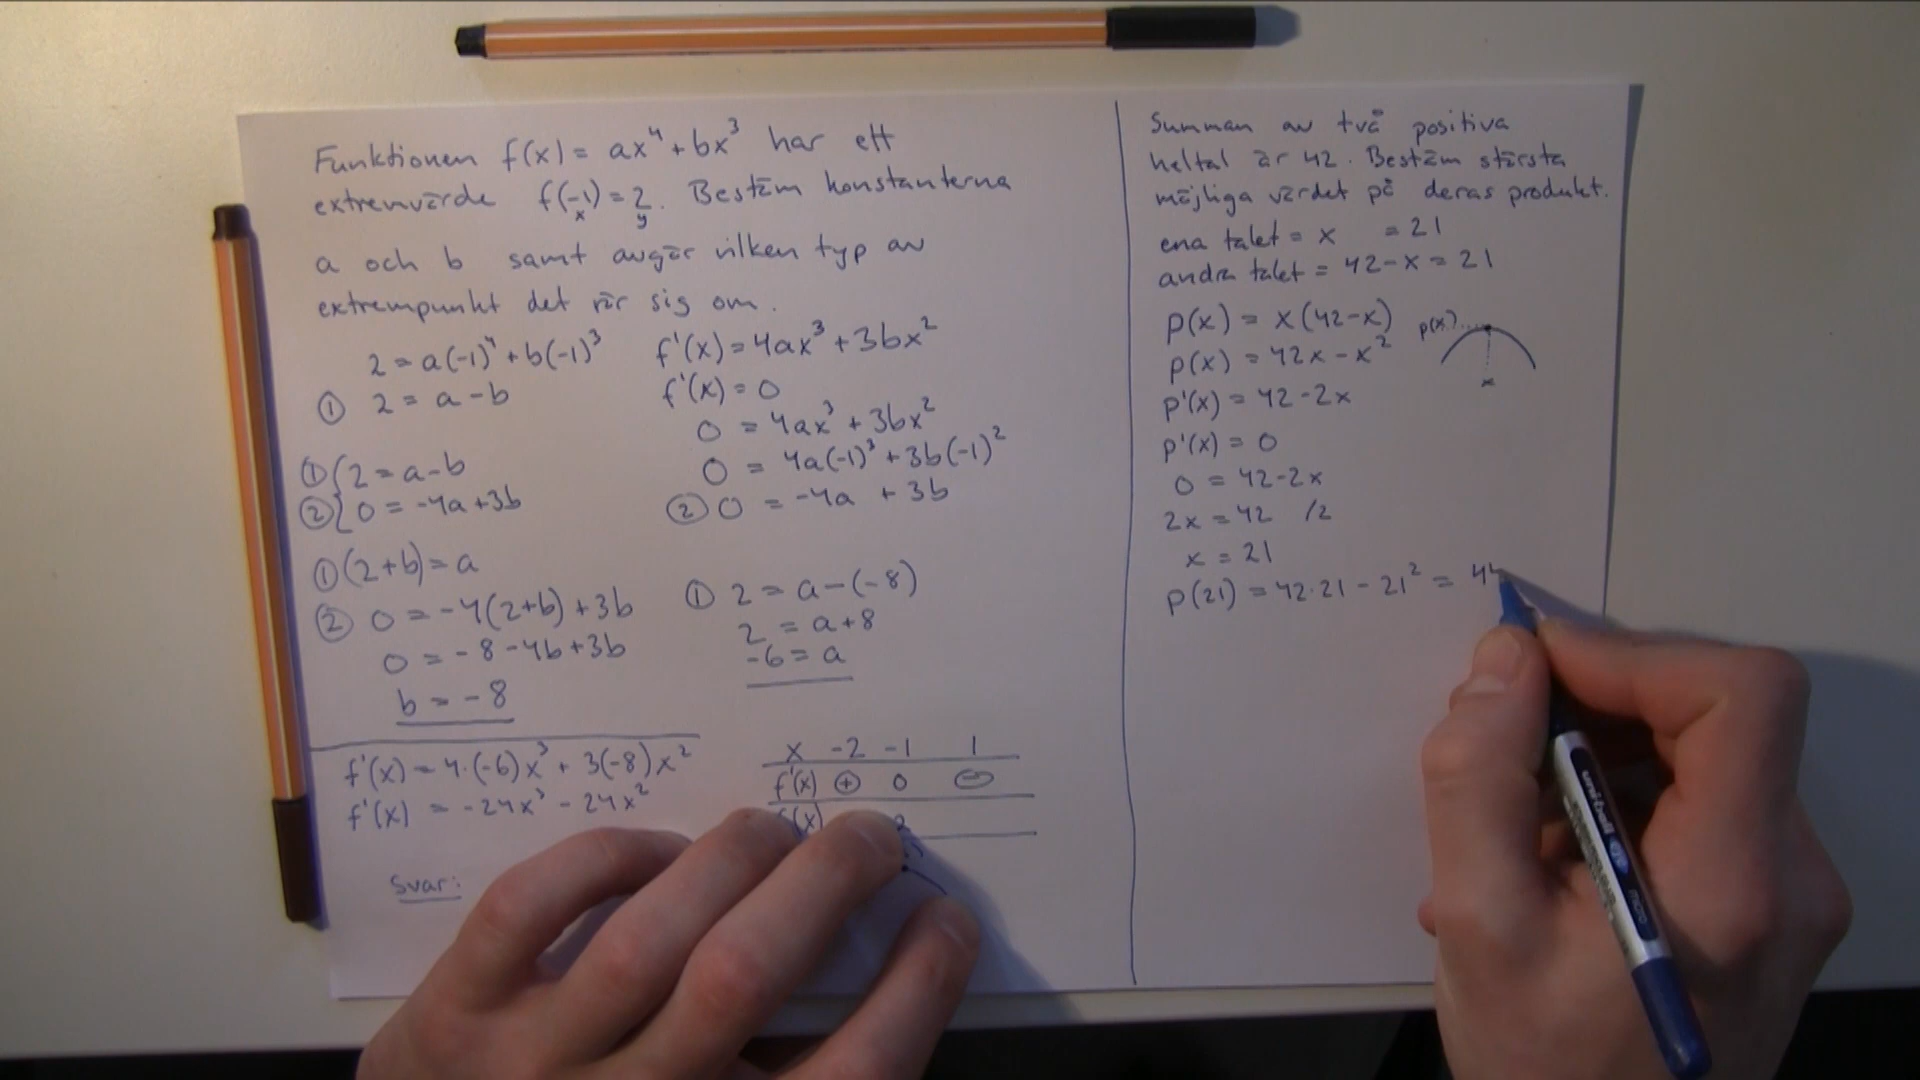 Funktionen f(x) = ax⁴ + bx³ har ett
extremvärde f(-1) = 2. Bestäm konstanterna
x y
a och b samt avgör vilken typ av
extrempunkt det rör sig om.
2 = a(-1)⁴ + b(-1)³
① 2 = a - b
① { 2 = a - b
② { 0 = -4a + 3b
① (2+b) = a
② 0 = -4(2+b) + 3b
0 = -8 - 4b + 3b
b = -8
f'(x) = 4ax³ + 3bx²
f'(x) = 0
0 = 4ax³ + 3bx²
0 = 4a(-1)³ + 3b(-1)²
② 0 = -4a + 3b
① 2 = a - (-8)
2 = a + 8
-6 = a
f'(x) = 4·(-6)x³ + 3(-8)x²
f'(x) = -24x³ - 24x²
Svar:
x -2 -1 1
f'(x) ⊕ 0 ⊖
(x) 2
Summan av två positiva
heltal är 42. Bestäm största
möjliga värdet på deras produkt.
ena talet = x = 21
andra talet = 42 - x = 21
p(x) = x(42-x)
p(x) = 42x - x²
p'(x) = 42 - 2x
p'(x) = 0
0 = 42 - 2x
2x = 42 /2
x = 21
p(21) = 42·21 - 21² = 44
p(x)
x
uni-ball eye micro